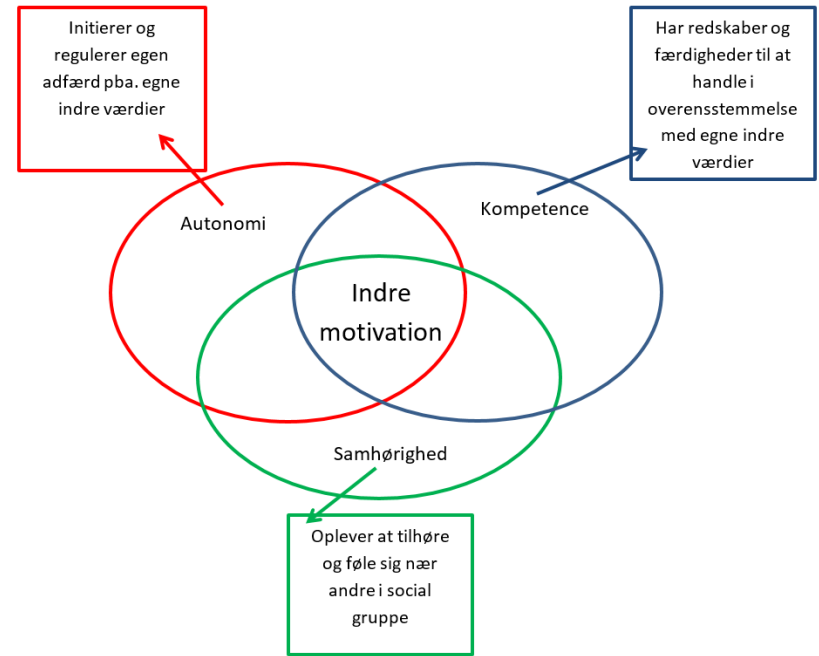 Initierer og
regulerer egen
adfærd pba. egne
indre værdier
Har redskaber og
færdigheder til at
handle i
overensstemmelse
med egne indre
værdier
Autonomi
Kompetence
Indre
motivation
Samhørighed
Oplever at tilhøre
og føle sig nær
andre i social
gruppe